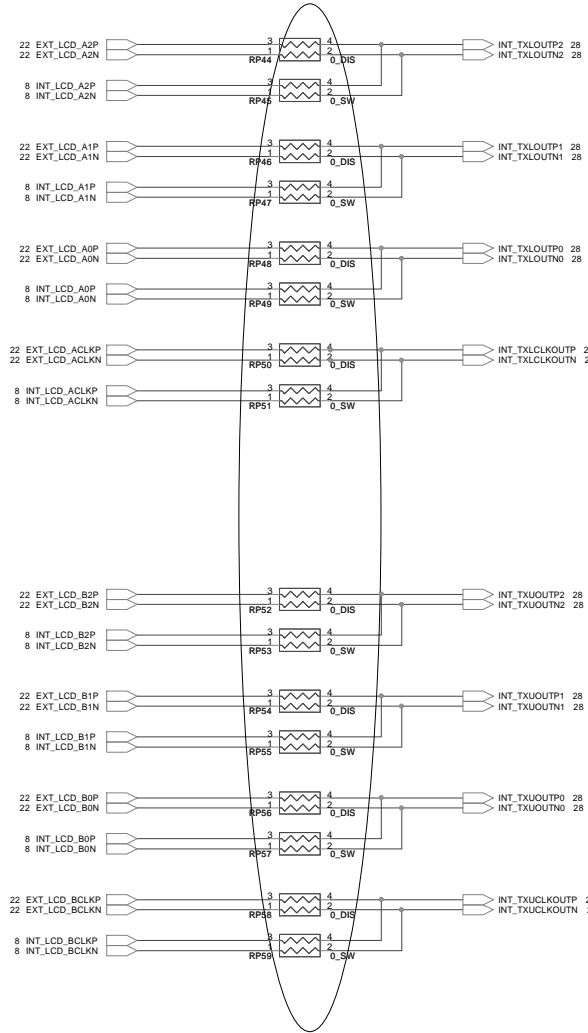 22 EXT_LCD_A2P 3 4 INT_TXLOUTP2 28
22 EXT_LCD_A2N 1 2 INT_TXLOUTN2 28
RP44 0_DIS
8 INT_LCD_A2P 3 4
8 INT_LCD_A2N 1 2
RP45 0_SW
22 EXT_LCD_A1P 3 4 INT_TXLOUTP1 28
22 EXT_LCD_A1N 1 2 INT_TXLOUTN1 28
RP46 0_DIS
8 INT_LCD_A1P 3 4
8 INT_LCD_A1N 1 2
RP47 0_SW
22 EXT_LCD_A0P 3 4 INT_TXLOUTP0 28
22 EXT_LCD_A0N 1 2 INT_TXLOUTN0 28
RP48 0_DIS
8 INT_LCD_A0P 3 4
8 INT_LCD_A0N 1 2
RP49 0_SW
22 EXT_LCD_ACLKP 3 4 INT_TXLCLKOUTP
22 EXT_LCD_ACLKN 1 2 INT_TXLCLKOUTN
RP50 0_DIS
8 INT_LCD_ACLKP 3 4
8 INT_LCD_ACLKN 1 2
RP51 0_SW
22 EXT_LCD_B2P 3 4 INT_TXUOUTP2 28
22 EXT_LCD_B2N 1 2 INT_TXUOUTN2 28
RP52 0_DIS
8 INT_LCD_B2P 3 4
8 INT_LCD_B2N 1 2
RP53 0_SW
22 EXT_LCD_B1P 3 4 INT_TXUOUTP1 28
22 EXT_LCD_B1N 1 2 INT_TXUOUTN1 28
RP54 0_DIS
8 INT_LCD_B1P 3 4
8 INT_LCD_B1N 1 2
RP55 0_SW
22 EXT_LCD_B0P 3 4 INT_TXUOUTP0 28
22 EXT_LCD_B0N 1 2 INT_TXUOUTN0 28
RP56 0_DIS
8 INT_LCD_B0P 3 4
8 INT_LCD_B0N 1 2
RP57 0_SW
22 EXT_LCD_BCLKP 3 4 INT_TXUCLKOUTP
22 EXT_LCD_BCLKN 1 2 INT_TXUCLKOUTN
RP58 0_DIS
8 INT_LCD_BCLKP 3 4
8 INT_LCD_BCLKN 1 2
RP59 0_SW